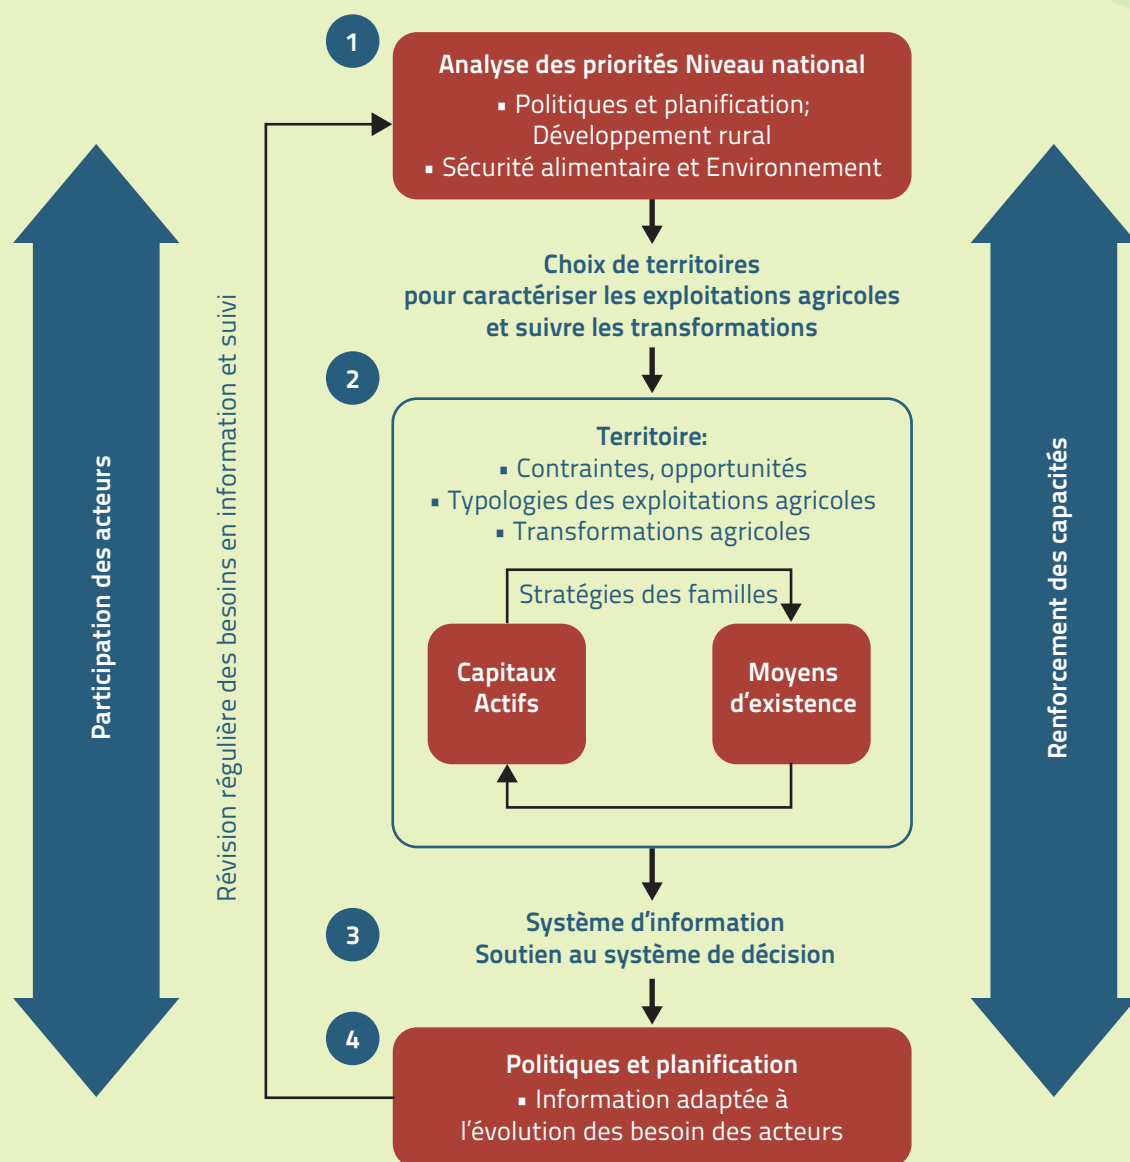 1
Analyse des priorités Niveau national
▪ Politiques et planification;
Développement rural
▪ Sécurité alimentaire et Environnement
Choix de territoires
pour caractériser les exploitations agricoles
et suivre les transformations
2
Territoire:
▪ Contraintes, opportunités
▪ Typologies des exploitations agricoles
▪ Transformations agricoles
Stratégies des familles
Capitaux
Actifs
Moyens
d'existence
3
Système d'information
Soutien au système de décision
4
Politiques et planification
▪ Information adaptée à
l'évolution des besoin des acteurs
Participation des acteurs
Révision régulière des besoins en information et suivi
Renforcement des capacités